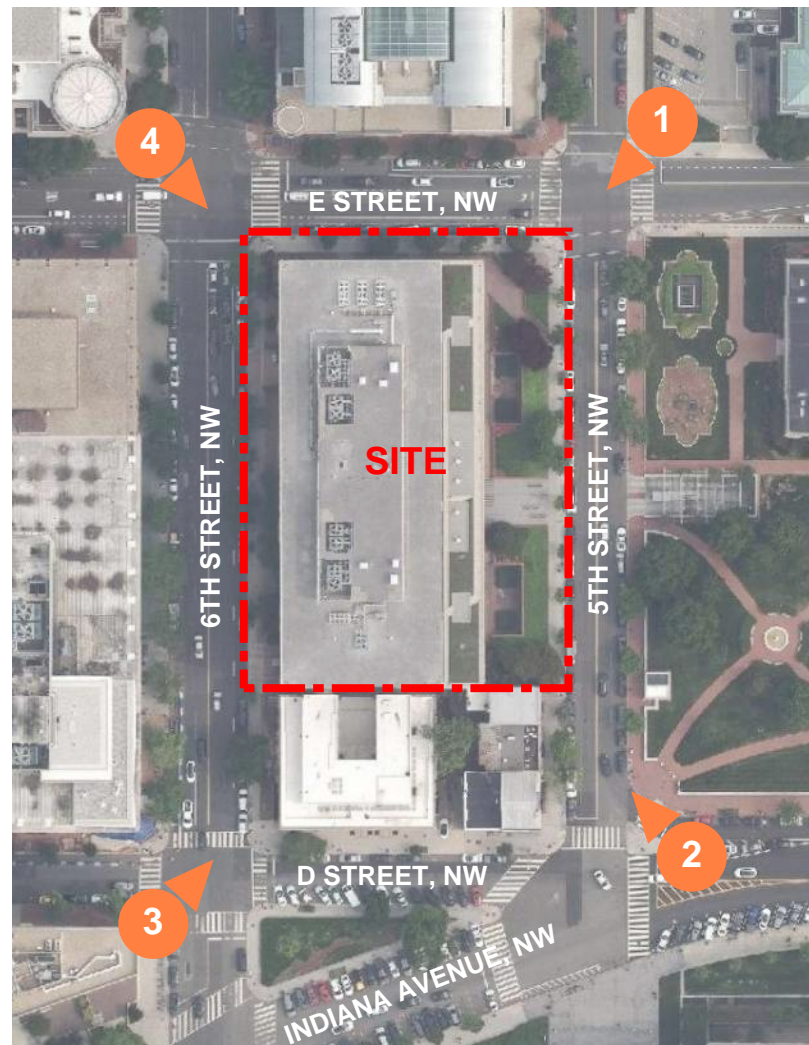 1
4
E STREET, NW
SITE
6TH STREET, NW
5TH STREET, NW
2
D STREET, NW
3
INDIANA AVENUE, NW